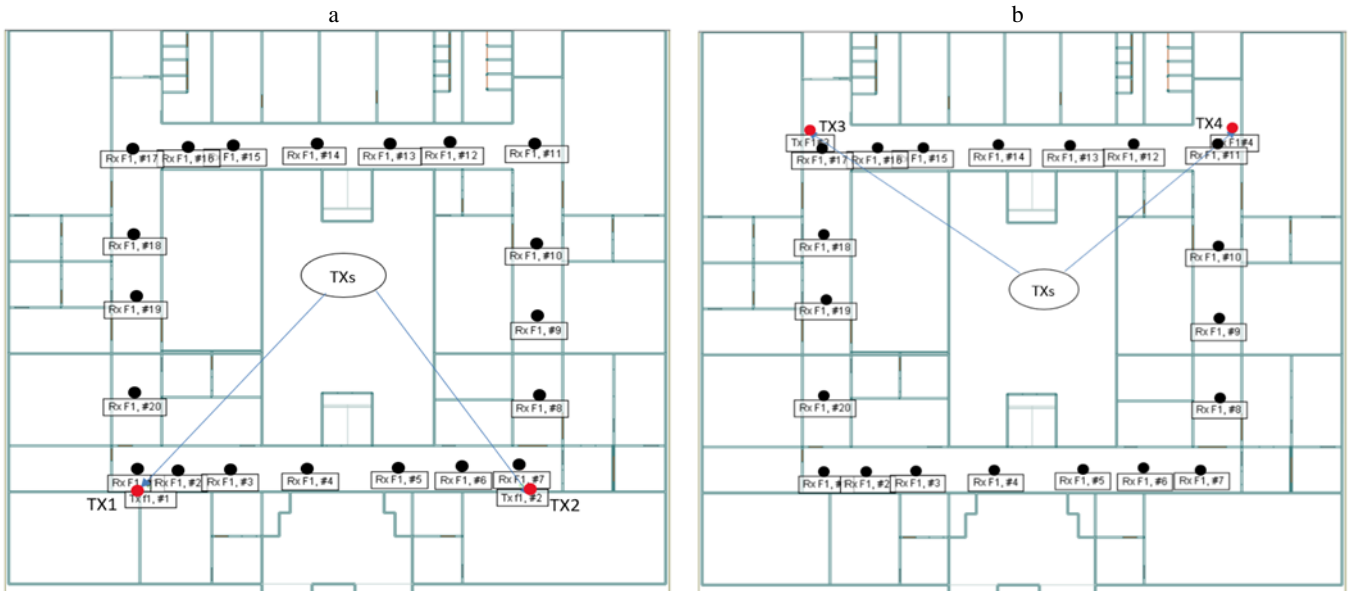 a
Rx F1, #17
Rx F1, #16
F1, #15
Rx F1, #14
Rx F1, #13
Rx F1, #12
Rx F1, #11
Rx F1, #18
Rx F1, #10
TXs
Rx F1, #19
Rx F1, #9
Rx F1, #20
Rx F1, #8
Rx F1,
Rx F1, #2
Rx F1, #3
Rx F1, #4
Rx F1, #5
Rx F1, #6
Rx F1, #7
Tx f1, #1
Tx f1, #2
TX1
TX2
b
TX3
TX4
Rx F1, #17
Rx F1, #16
F1, #15
Rx F1, #14
Rx F1, #13
Rx F1, #12
Rx F1, #11
Rx F1, #18
Rx F1, #10
TXs
Rx F1, #19
Rx F1, #9
Rx F1, #20
Rx F1, #8
Rx F1, #
Rx F1, #2
Rx F1, #3
Rx F1, #4
Rx F1, #5
Rx F1, #6
Rx F1, #7